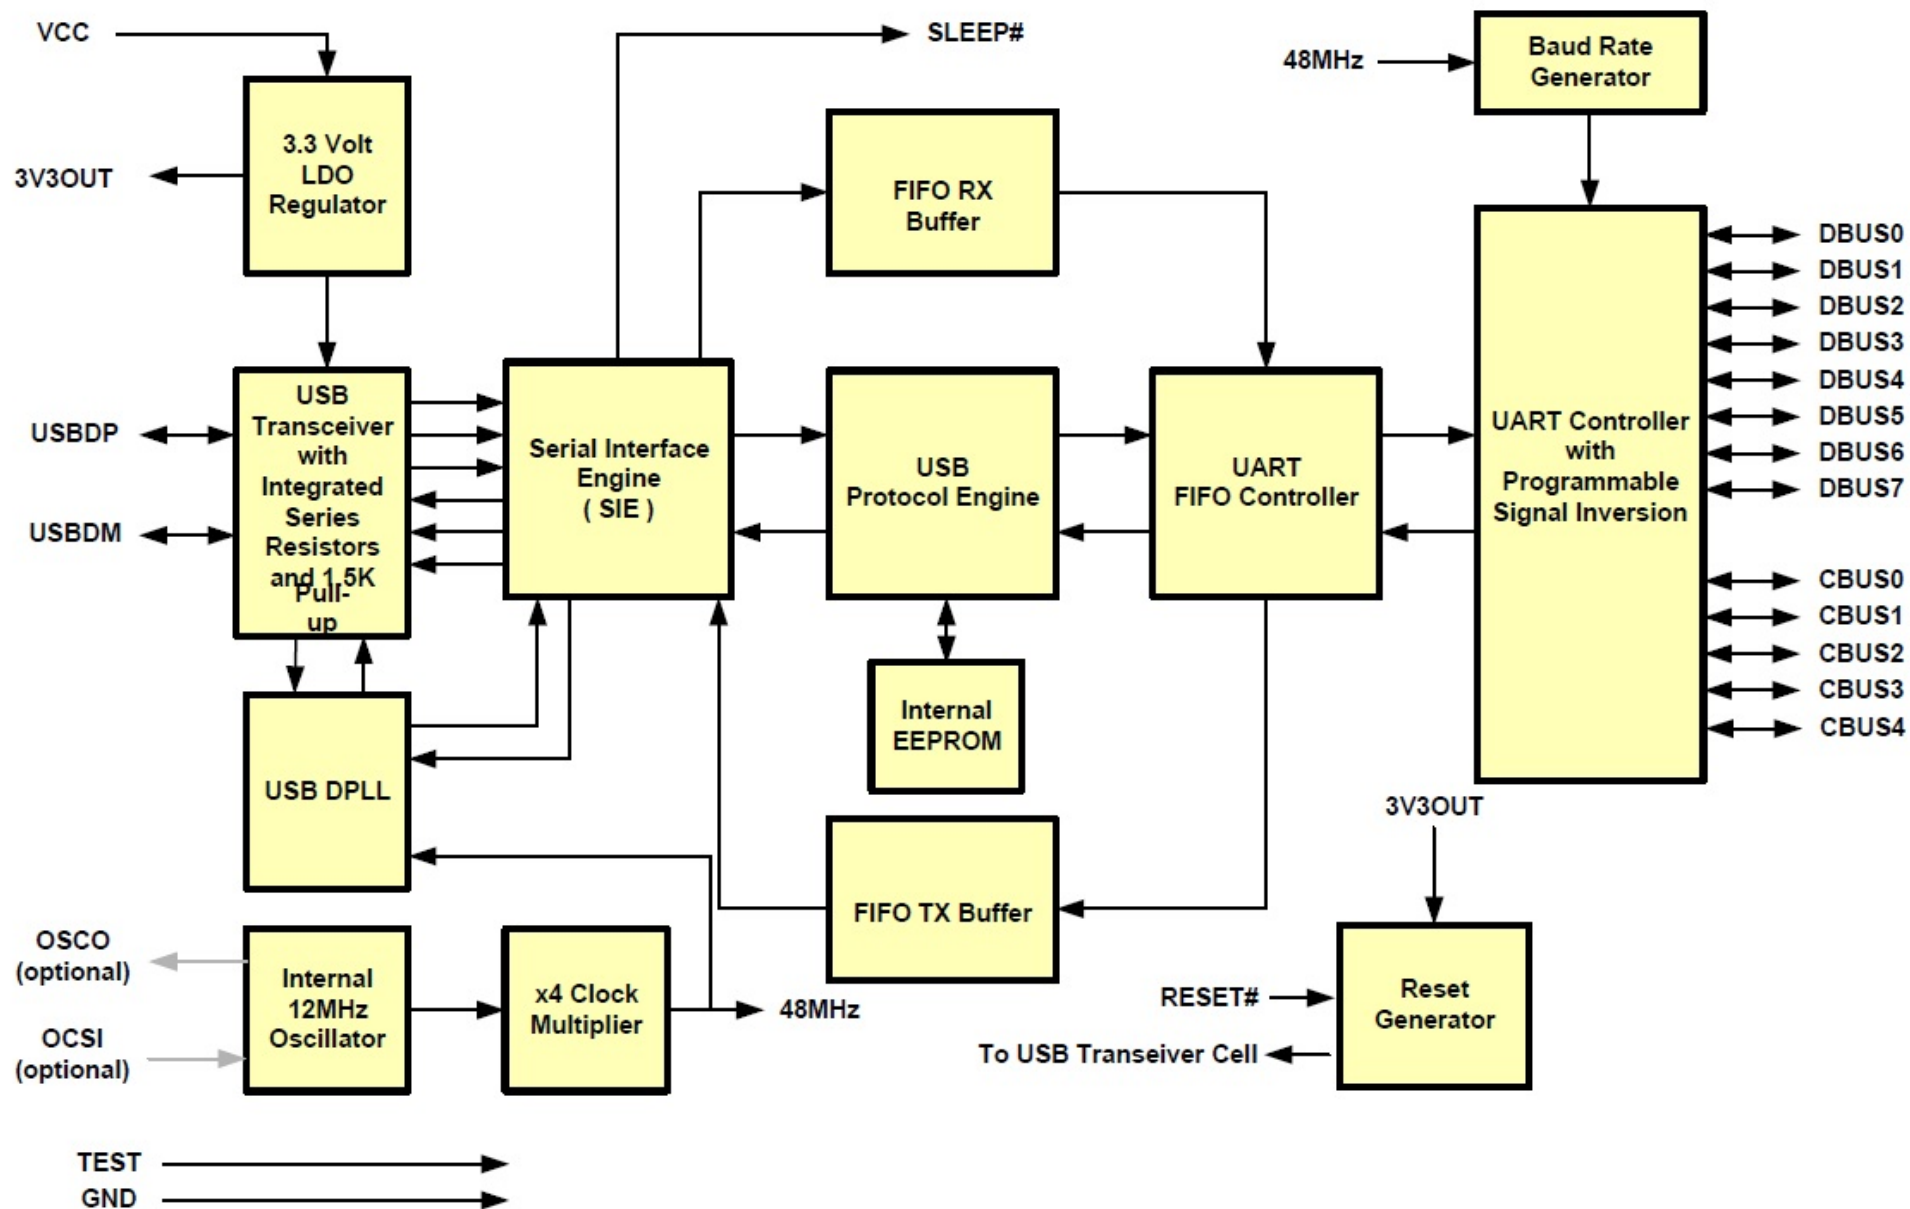 VCC
SLEEP#
48MHz
Baud Rate
Generator
3.3 Volt
LDO
Regulator
3V3OUT
FIFO RX
Buffer
DBUS0
DBUS1
DBUS2
DBUS3
DBUS4
DBUS5
DBUS6
DBUS7
USBDP
USBDM
USB
Transceiver
with
Integrated
Series
Resistors
and 1.5K
Pull-
up
Serial Interface
Engine
( SIE )
USB
Protocol Engine
UART
FIFO Controller
UART Controller
with
Programmable
Signal Inversion
CBUS0
CBUS1
CBUS2
CBUS3
CBUS4
Internal
EEPROM
USB DPLL
3V3OUT
FIFO TX Buffer
OSCO
(optional)
OCSI
(optional)
Internal
12MHz
Oscillator
x4 Clock
Multiplier
48MHz
RESET#
To USB Transeiver Cell
Reset
Generator
TEST
GND